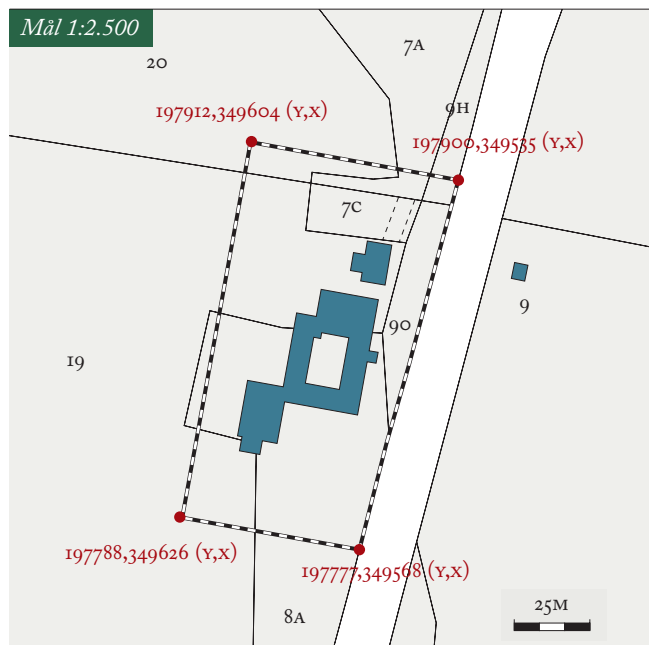 Mål 1:2.500
7A
20
197912,349604 (Y,X)
9H
197900,349535 (Y,X)
7C
9
90
19
197788,349626 (Y,X)
197777,349568 (Y,X)
25M
8A